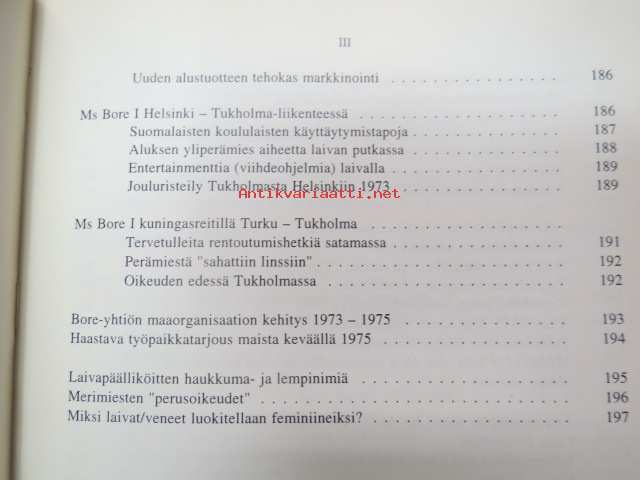 III
Uuden alustuotteen tehokas markkinointi . . . . . . . . . . . . . . . . 186
Ms Bore I Helsinki – Tukholma-liikenteessä . . . . . . . . . . . . . . . . . . 186
Suomalaisten koululaisten käyttäytymistapoja . . . . . . . . . . . . . . 187
Aluksen yliperämies aiheetta laivan putkassa . . . . . . . . . . . . . . 188
Entertainmenttia (viihdeohjelmia) laivalla . . . . . . . . . . . . . . . . 189
Jouluristeily Tukholmasta Helsinkiin 1973 . . . . . . . . . . . . . . . . 189
Antikvariaatti.net
Ms Bore I kuningasreitillä Turku – Tukholma . . . . . . . . . . . . . . . . .
Tervetulleita rentoutumishetkiä satamassa . . . . . . . . . . . . . . . 191
Perämiestä "sahattiin linssiin" . . . . . . . . . . . . . . . . . . . . . . 192
Oikeuden edessä Tukholmassa . . . . . . . . . . . . . . . . . . . . . 192
Bore-yhtiön maaorganisaation kehitys 1973 – 1975 . . . . . . . . . . . . . . 193
Haastava työpaikkatarjous maista keväällä 1975 . . . . . . . . . . . . . . . . 194
Laivapäälliköitten haukkuma- ja lempinimiä . . . . . . . . . . . . . . . . . . 195
Merimiesten "perusoikeudet" . . . . . . . . . . . . . . . . . . . . . . . . . . 196
Miksi laivat/veneet luokitellaan feminiineiksi? . . . . . . . . . . . . . . . . . 197